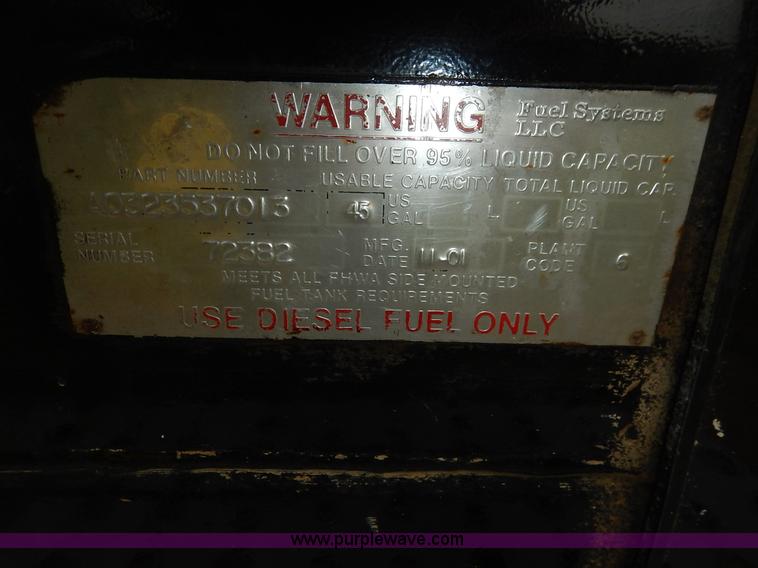 WARNING Fuel Systems LLC
DO NOT FILL OVER 95% LIQUID CAPACITY
PART NUMBER USABLE CAPACITY TOTAL LIQUID CAP.
A0323537013 45 US GAL L US GAL L
SERIAL NUMBER 72382 MFG. DATE 11-01 PLANT CODE 6
MEETS ALL FHWA SIDE MOUNTED
FUEL TANK REQUIREMENTS
USE DIESEL FUEL ONLY
www.purplewave.com